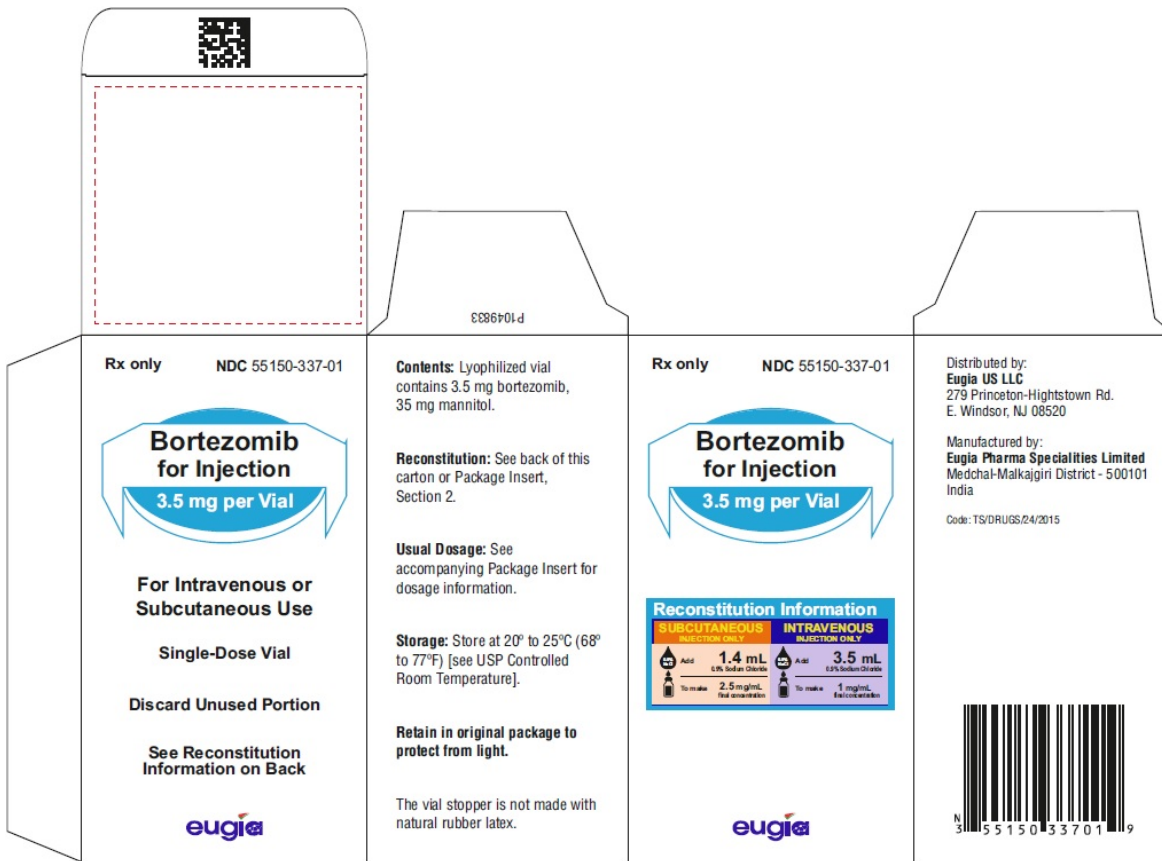 P1049833
Rx only NDC 55150-337-01
Bortezomib
for Injection
3.5 mg per Vial
For Intravenous or
Subcutaneous Use
Single-Dose Vial
Discard Unused Portion
See Reconstitution
Information on Back
eugia
Contents: Lyophilized vial
contains 3.5 mg bortezomib,
35 mg mannitol.
Reconstitution: See back of this
carton or Package Insert,
Section 2.
Usual Dosage: See
accompanying Package Insert for
dosage information.
Storage: Store at 20º to 25ºC (68º
to 77ºF) [see USP Controlled
Room Temperature].
Retain in original package to
protect from light.
The vial stopper is not made with
natural rubber latex.
Rx only NDC 55150-337-01
Bortezomib
for Injection
3.5 mg per Vial
Reconstitution Information
SUBCUTANEOUS
INJECTION ONLY
0.9% NaCl
Add 1.4 mL
0.9% Sodium Chloride
To make 2.5 mg/mL
final concentration
INTRAVENOUS
INJECTION ONLY
0.9% NaCl
Add 3.5 mL
0.9% Sodium Chloride
To make 1 mg/mL
final concentration
eugia
Distributed by:
Eugia US LLC
279 Princeton-Hightstown Rd.
E. Windsor, NJ 08520
Manufactured by:
Eugia Pharma Specialities Limited
Medchal-Malkajgiri District - 500101
India
Code: TS/DRUGS/24/2015
N
3 55150 33701 9